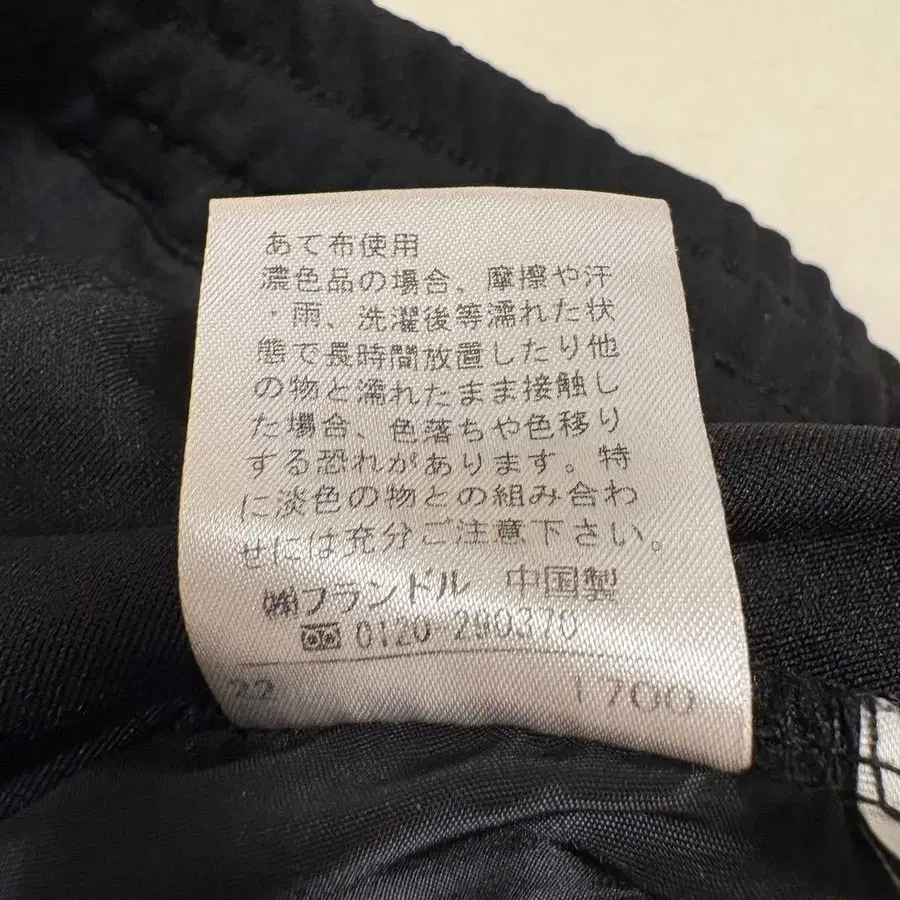 あて布使用
濃色品の場合、摩擦や汗
・雨、洗濯後等濡れた状
態で長時間放置したり他
の物と濡れたまま接触し
た場合、色落ちや色移り
する恐れがあります。特
に淡色の物との組み合わ
せには充分ご注意下さい。
㈱フランドル 中国製
0120-290370
22 1700